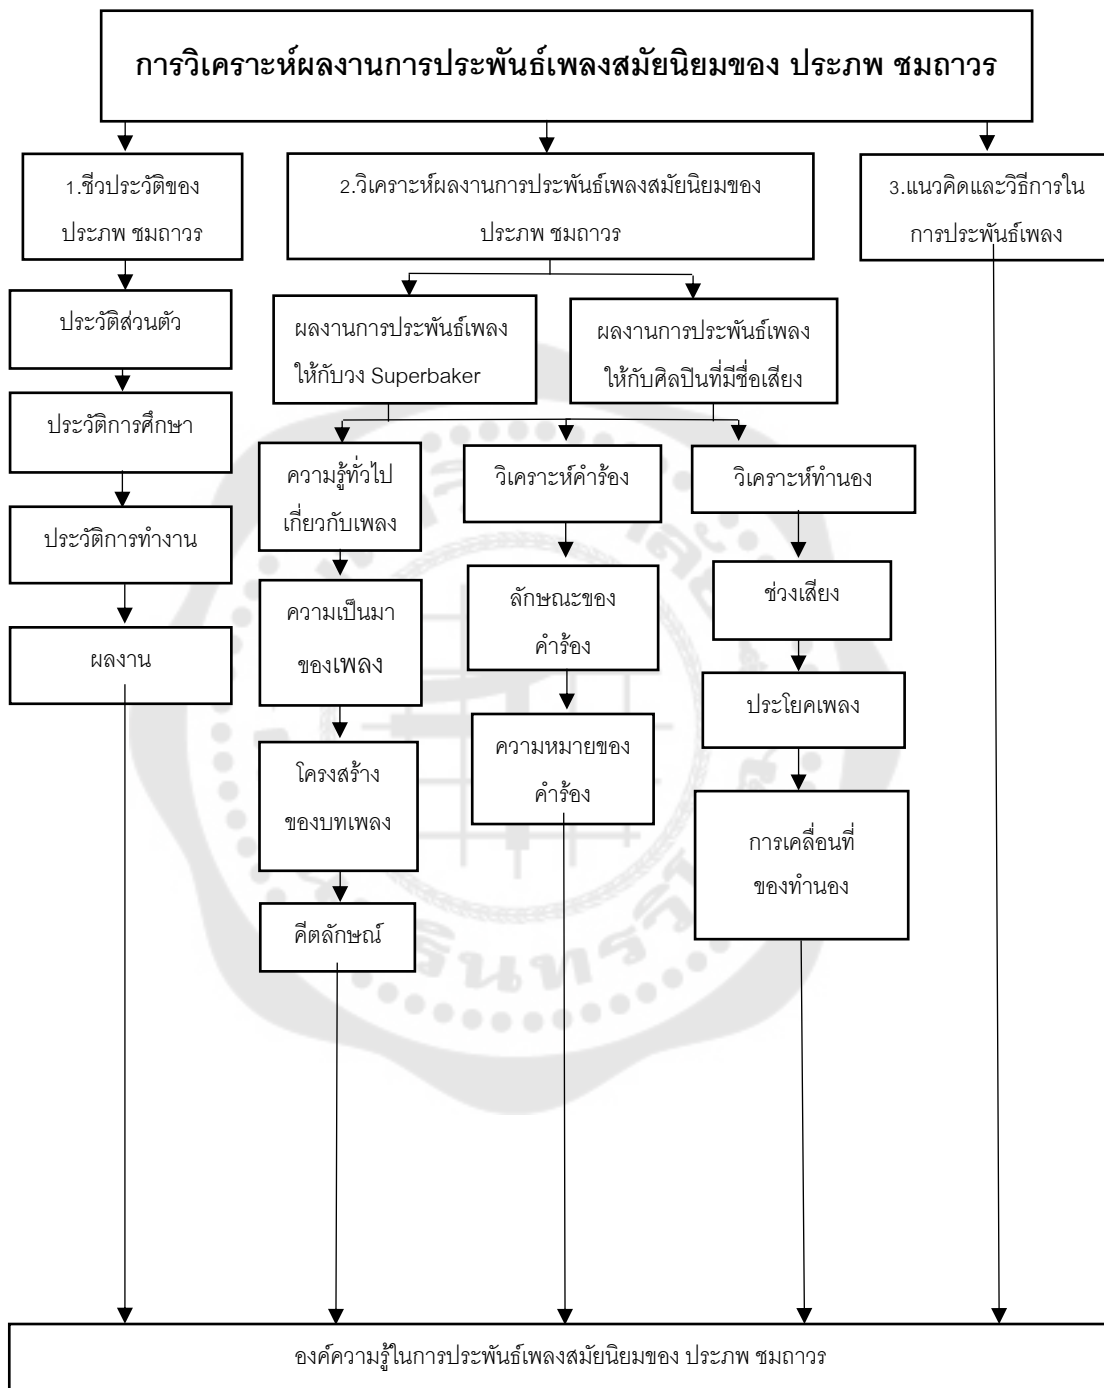 การวิเคราะห์ผลงานการประพันธ์เพลงสมัยนิยมของ ประภพ ชมถาวร
1.ชีวประวัติของ
ประภพ ชมถาวร
2.วิเคราะห์ผลงานการประพันธ์เพลงสมัยนิยมของ
ประภพ ชมถาวร
3.แนวคิดและวิธีการใน
การประพันธ์เพลง
ประวัติส่วนตัว
ประวัติการศึกษา
ประวัติการทำงาน
ผลงาน
ผลงานการประพันธ์เพลง
ให้กับวง Superbaker
ผลงานการประพันธ์เพลง
ให้กับศิลปินที่มีชื่อเสียง
ความรู้ทั่วไป
เกี่ยวกับเพลง
ความเป็นมา
ของเพลง
โครงสร้าง
ของบทเพลง
คีตลักษณ์
วิเคราะห์คำร้อง
ลักษณะของ
คำร้อง
ความหมายของ
คำร้อง
วิเคราะห์ทำนอง
ช่วงเสียง
ประโยคเพลง
การเคลื่อนที่
ของทำนอง
องค์ความรู้ในการประพันธ์เพลงสมัยนิยมของ ประภพ ชมถาวร